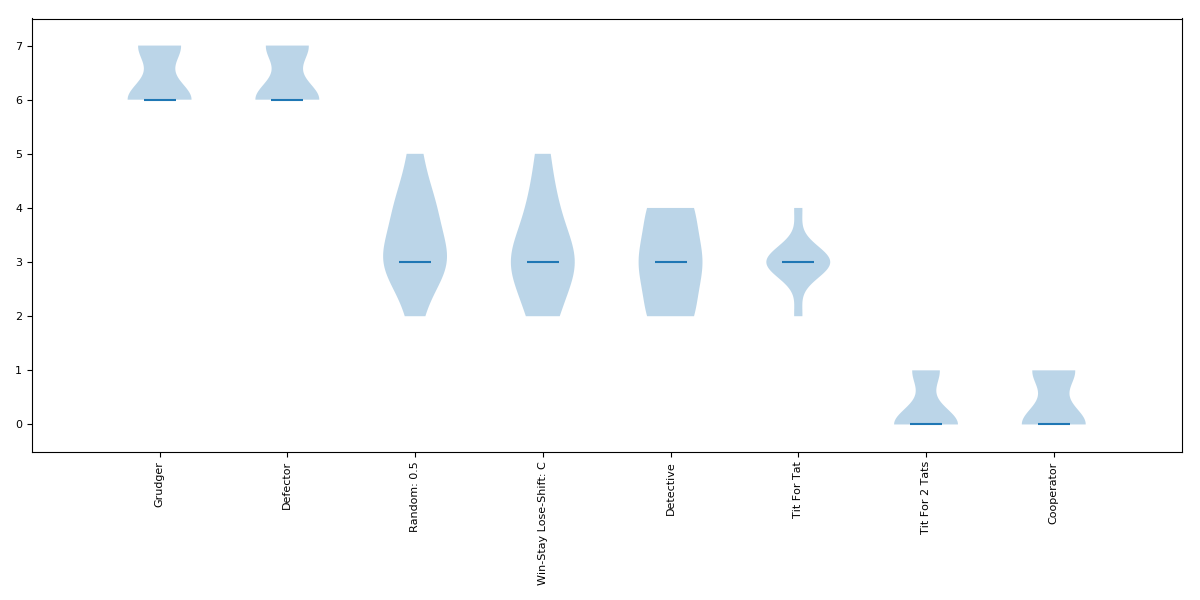 7
6
5
4
3
2
1
0
Grudger
Defector
Random: 0.5
Win-Stay Lose-Shift: C
Detective
Tit For Tat
Tit For 2 Tats
Cooperator